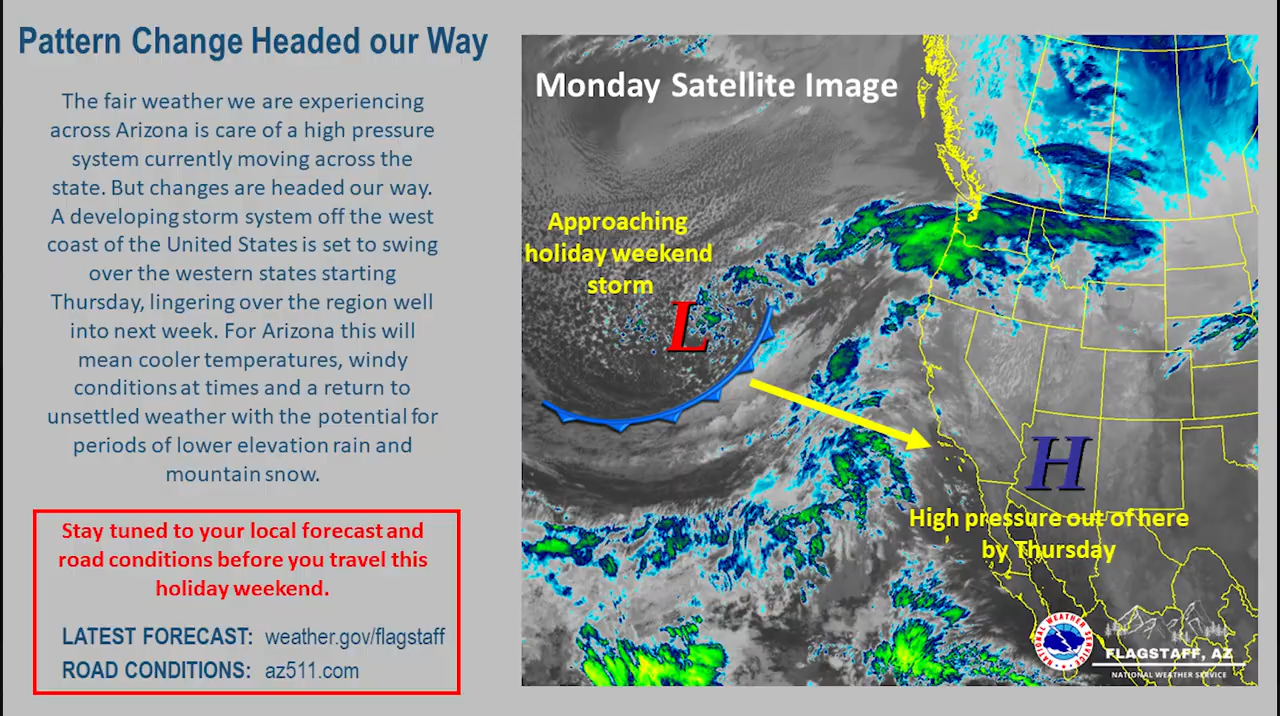 Pattern Change Headed our Way
The fair weather we are experiencing
across Arizona is care of a high pressure
system currently moving across the
state. But changes are headed our way.
A developing storm system off the west
coast of the United States is set to swing
over the western states starting
Thursday, lingering over the region well
into next week. For Arizona this will
mean cooler temperatures, windy
conditions at times and a return to
unsettled weather with the potential for
periods of lower elevation rain and
mountain snow.
Stay tuned to your local forecast and
road conditions before you travel this
holiday weekend.
LATEST FORECAST: weather.gov/flagstaff
ROAD CONDITIONS: az511.com
Monday Satellite Image
Approaching
holiday weekend
storm
L
H
High pressure out of here
by Thursday
NATIONAL WEATHER SERVICE
FLAGSTAFF, AZ
NATIONAL WEATHER SERVICE